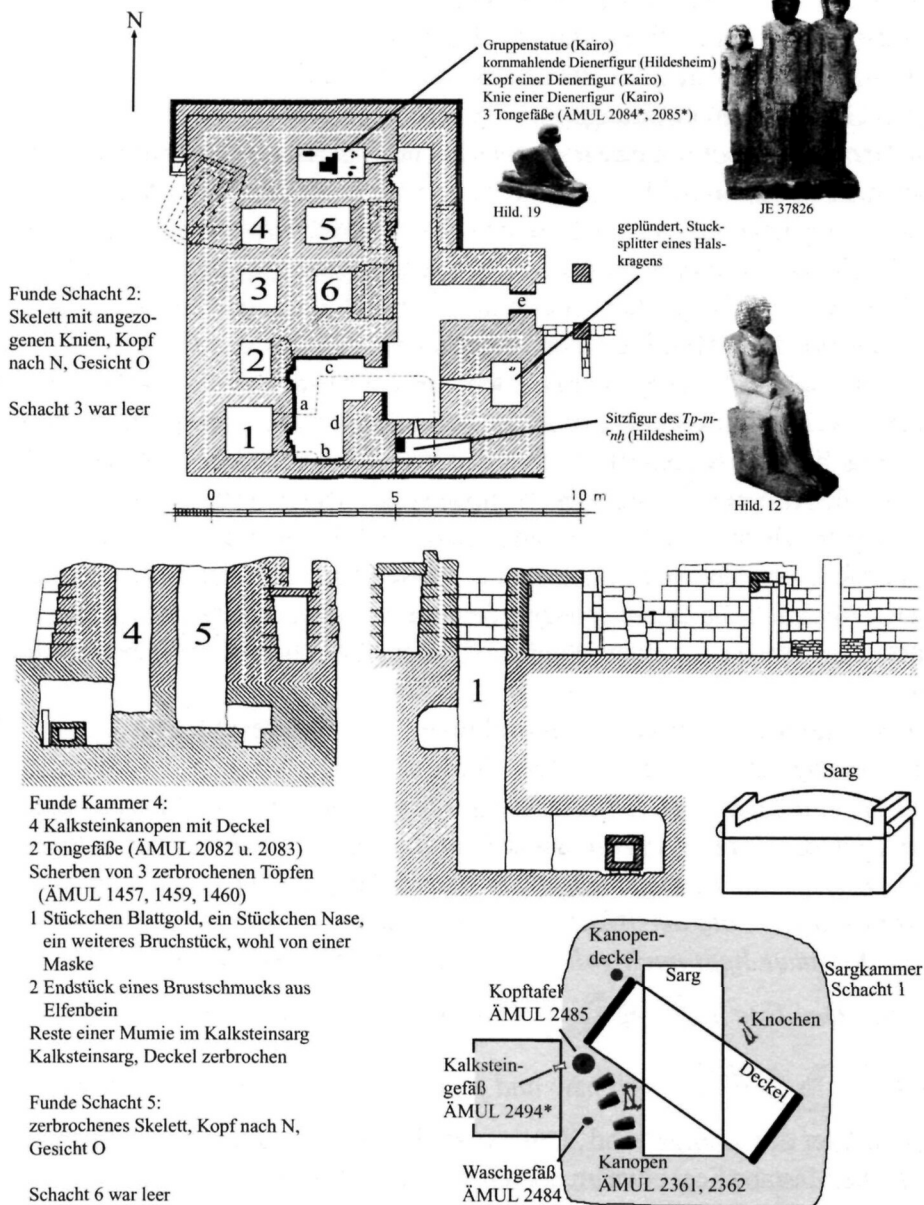 N
Gruppenstatue (Kairo)
kornmahlende Dienerfigur (Hildesheim)
Kopf einer Dienerfigur (Kairo)
Knie einer Dienerfigur (Kairo)
3 Tongefäße (ÄMUL 2084*, 2085*)
Hild. 19
JE 37826
geplündert, Stuck-
splitter eines Hals-
kragens
4
5
3
6
2
1
a
b
c
d
e
Funde Schacht 2:
Skelett mit angezo-
genen Knien, Kopf
nach N, Gesicht O
Schacht 3 war leer
Sitzfigur des Tp-m-
ꜥnḫ (Hildesheim)
Hild. 12
0 5 10 m
4
5
1
Sarg
Funde Kammer 4:
4 Kalksteinkanopen mit Deckel
2 Tongefäße (ÄMUL 2082 u. 2083)
Scherben von 3 zerbrochenen Töpfen
(ÄMUL 1457, 1459, 1460)
1 Stückchen Blattgold, ein Stückchen Nase,
ein weiteres Bruchstück, wohl von einer
Maske
2 Endstück eines Brustschmucks aus
Elfenbein
Reste einer Mumie im Kalksteinsarg
Kalksteinsarg, Deckel zerbrochen
Funde Schacht 5:
zerbrochenes Skelett, Kopf nach N,
Gesicht O
Schacht 6 war leer
Kanopen-
deckel
Sarg
Sargkammer
Schacht 1
Kopftafel
ÄMUL 2485
Knochen
Deckel
Kalkstein-
gefäß
ÄMUL 2494*
Waschgefäß
ÄMUL 2484
Kanopen
ÄMUL 2361, 2362